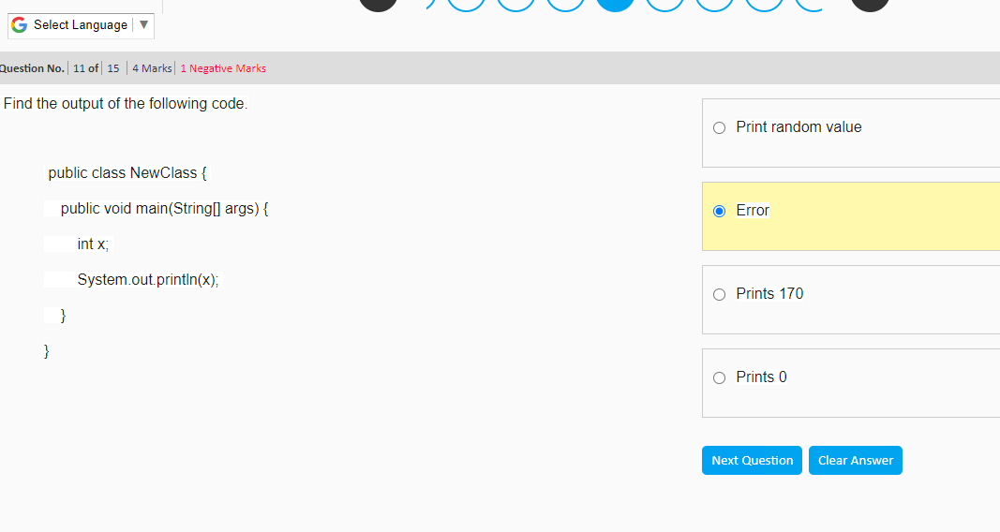 Select Language ▼
Question No. 11 of 15 4 Marks 1 Negative Marks
Find the output of the following code.
public class NewClass {
public void main(String[] args) {
int x;
System.out.println(x);
}
}
Print random value
Error
Prints 170
Prints 0
Next Question Clear Answer